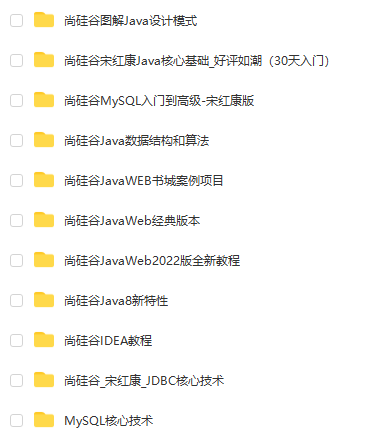 尚硅谷图解Java设计模式
尚硅谷宋红康Java核心基础_好评如潮（30天入门）
尚硅谷MySQL入门到高级-宋红康版
尚硅谷Java数据结构和算法
尚硅谷JavaWEB书城案例项目
尚硅谷JavaWeb经典版本
尚硅谷JavaWeb2022版全新教程
尚硅谷Java8新特性
尚硅谷IDEA教程
尚硅谷_宋红康_JDBC核心技术
MySQL核心技术